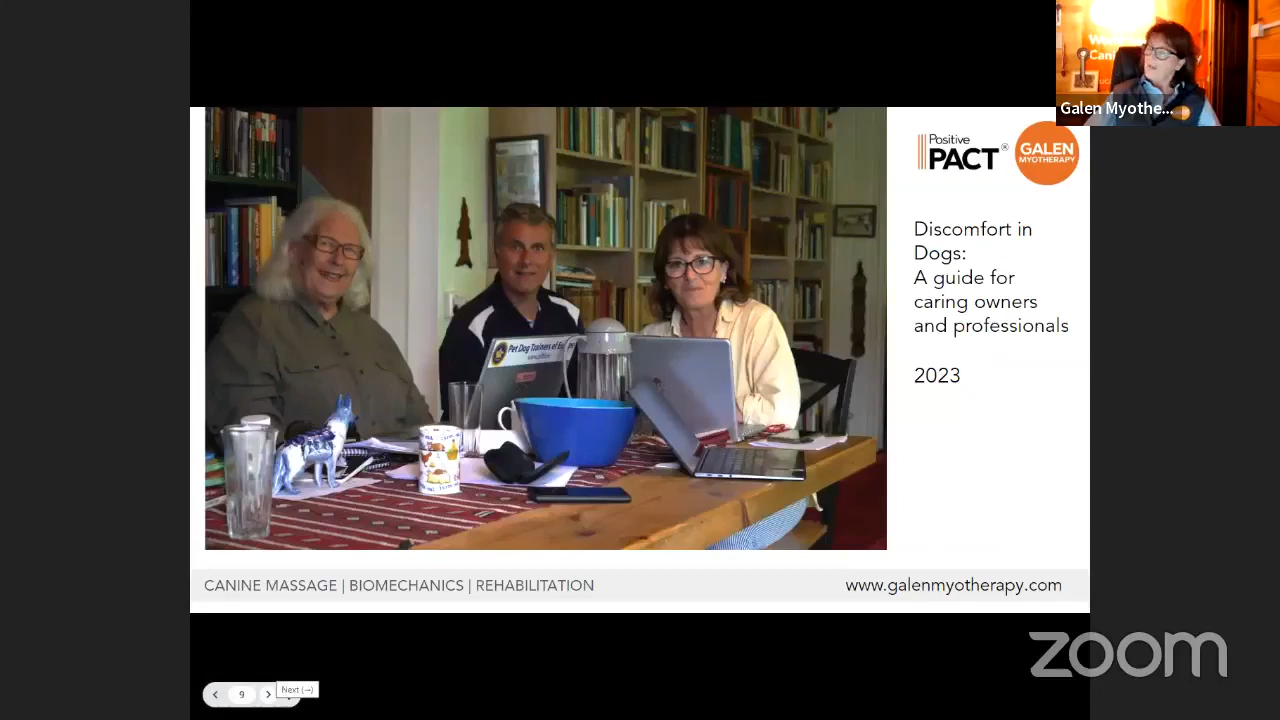 Galen Myothe...
Positive
PACT®
GALEN
MYOTHERAPY
Discomfort in
Dogs:
A guide for
caring owners
and professionals
2023
Pet Dog Trainers of Eu
CANINE MASSAGE | BIOMECHANICS | REHABILITATION
www.galenmyotherapy.com
zoom
9
Next (→)